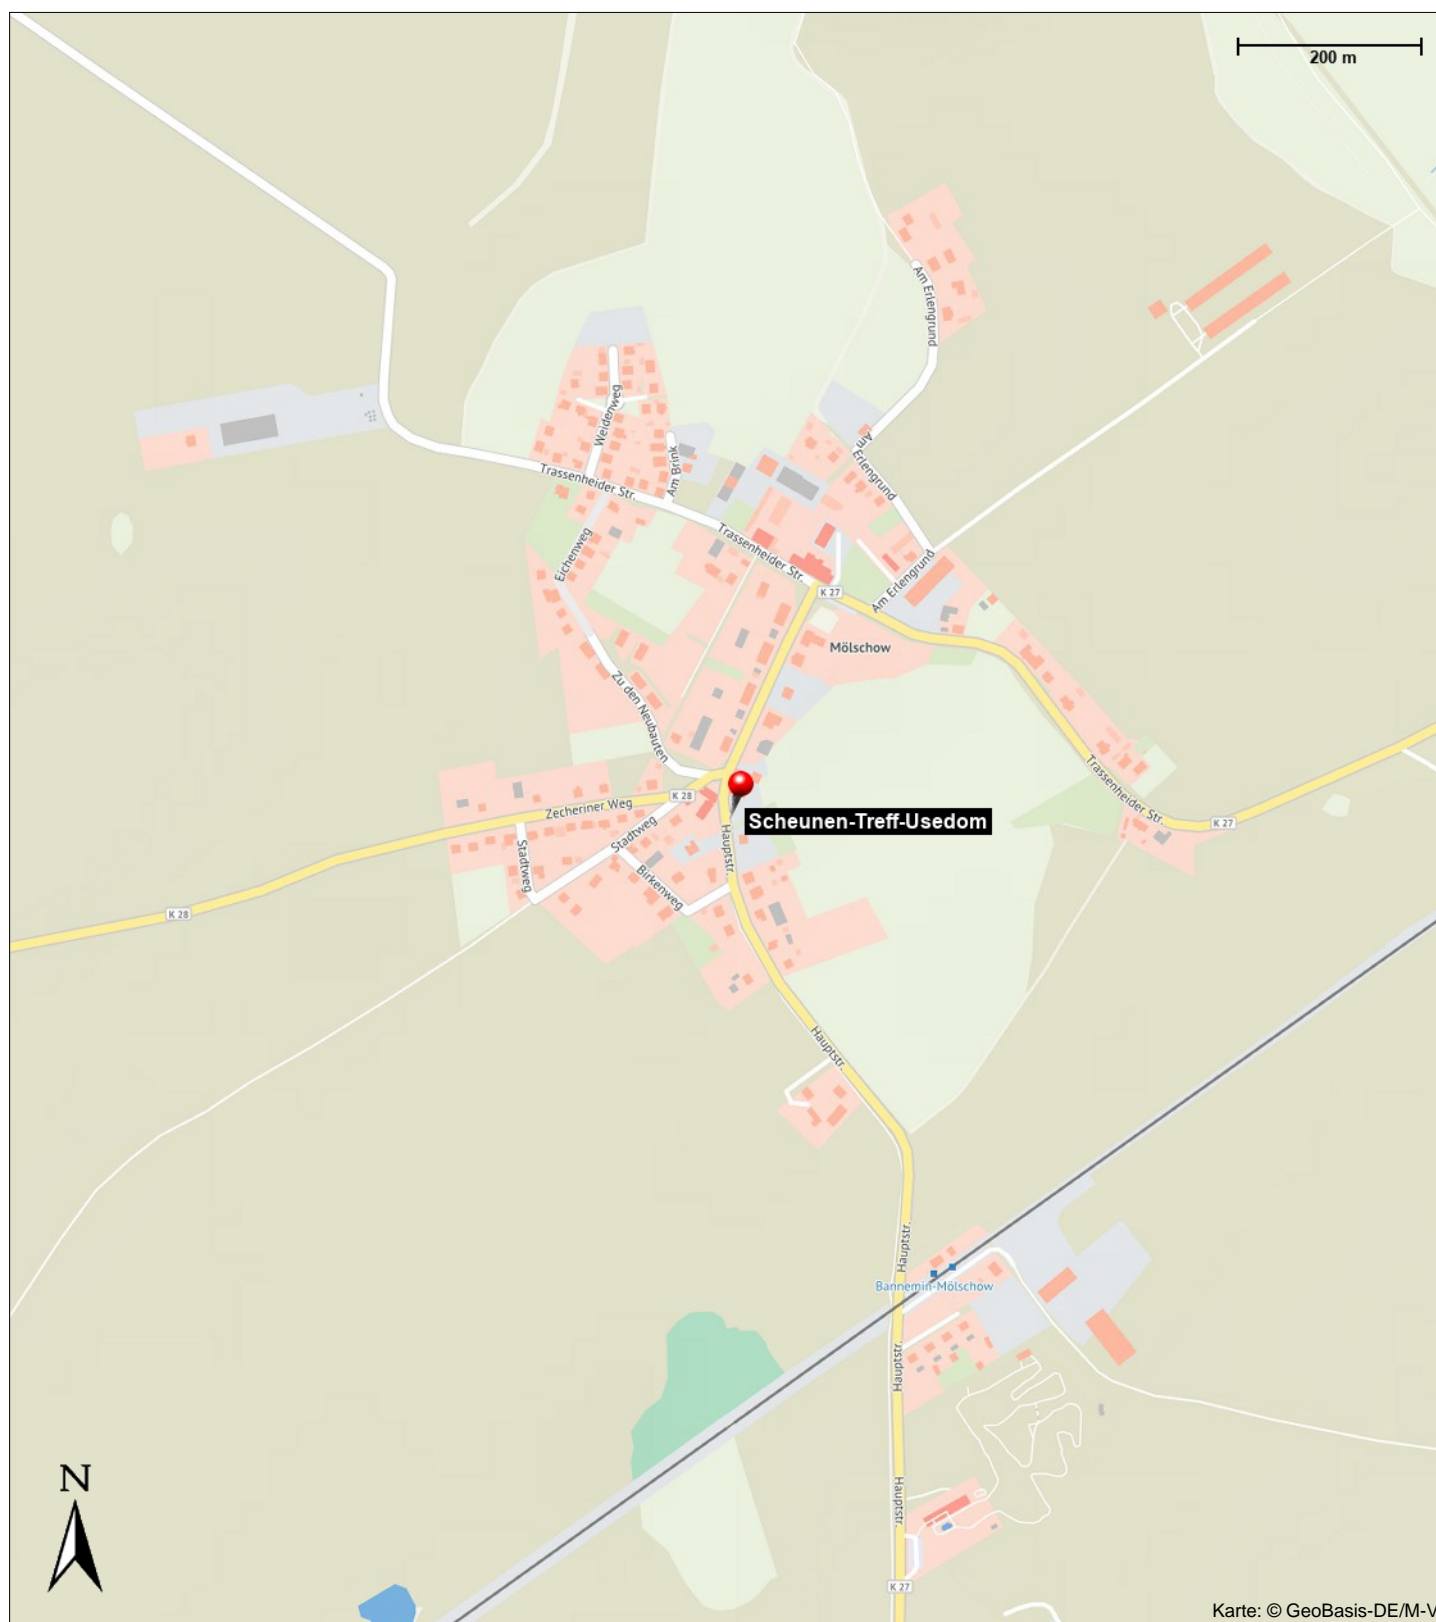 200 m
Am Erlengrund
Weidenweg
Am Brink
Trassenheider Str.
Am
Erlengrund
Trassenheider Str.
Eichenweg
Am Erlengrund
K 27
Mölschow
Zu den Neubauten
Trassenheider Str.
K 28
Zecheriner Weg
Scheunen-Treff-Usedom
K 27
Stadtweg
Hauptstr.
Stadtweg
Birkenweg
K 28
Hauptstr.
Hauptstr.
Bannemin-Mölschow
Hauptstr.
N
Hauptstr.
K 27
Karte: © GeoBasis-DE/M-V